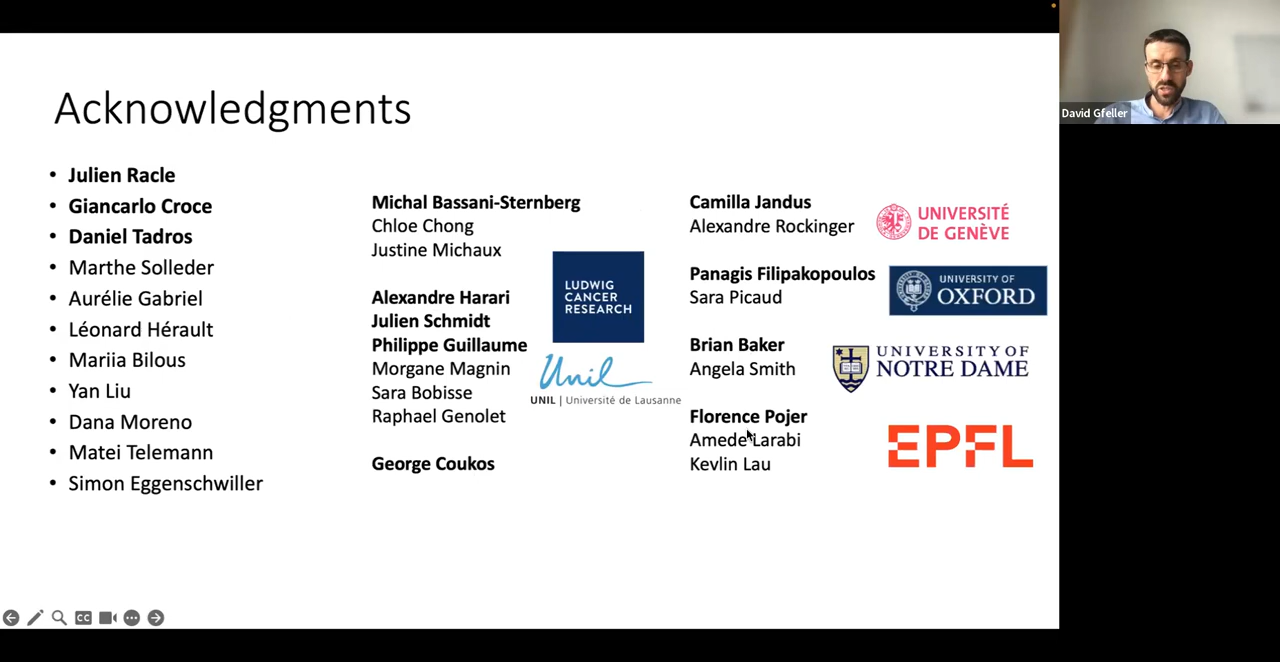 Acknowledgments
• Julien Racle
• Giancarlo Croce
• Daniel Tadros
• Marthe Solleder
• Aurélie Gabriel
• Léonard Hérault
• Mariia Bilous
• Yan Liu
• Dana Moreno
• Matei Telemann
• Simon Eggenschwiller
Michal Bassani-Sternberg
Chloe Chong
Justine Michaux
Alexandre Harari
Julien Schmidt
Philippe Guillaume
Morgane Magnin
Sara Bobisse
Raphael Genolet
George Coukos
LUDWIG
CANCER
RESEARCH
Unil
UNIL | Université de Lausanne
Camilla Jandus
Alexandre Rockinger
UNIVERSITÉ
DE GENÈVE
Panagis Filipakopoulos
Sara Picaud
UNIVERSITY OF
OXFORD
Brian Baker
Angela Smith
UNIVERSITY OF
NOTRE DAME
Florence Pojer
Amede Larabi
Kevlin Lau
EPFL
CC
David Gfeller